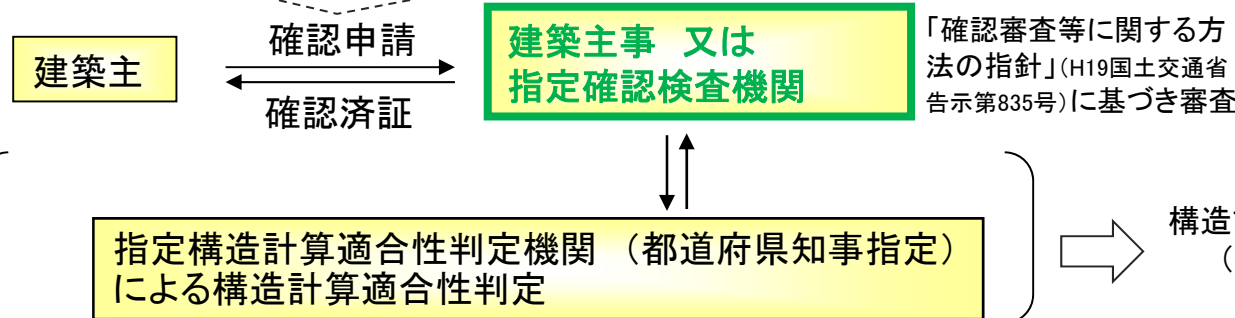 建築主
確認申請
確認済証
建築主事 又は
指定確認検査機関
「確認審査等に関する方
法の指針」(H19国土交通省
告示第835号)に基づき審査
指定構造計算適合性判定機関 (都道府県知事指定)
による構造計算適合性判定
構造
(